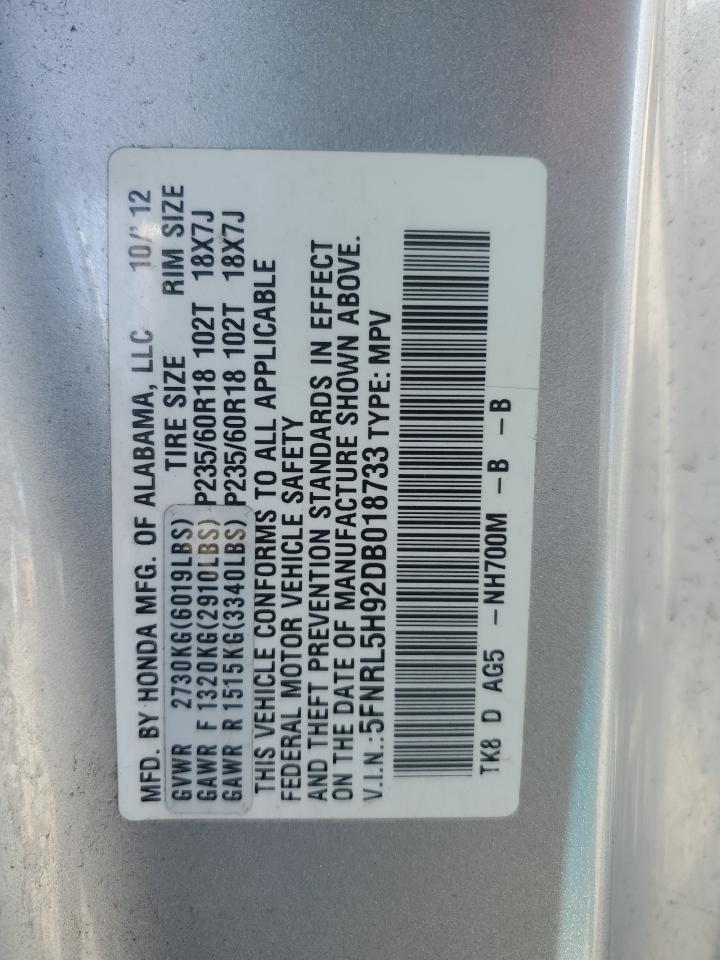 MFD. BY HONDA MFG. OF ALABAMA, LLC 10/12
TIRE SIZE RIM SIZE
GVWR 2730KG(6019LBS)
GAWR F 1320KG(2910LBS) P235/60R18 102T 18X7J
GAWR R 1515KG(3340LBS) P235/60R18 102T 18X7J
THIS VEHICLE CONFORMS TO ALL APPLICABLE
FEDERAL MOTOR VEHICLE SAFETY
AND THEFT PREVENTION STANDARDS IN EFFECT
ON THE DATE OF MANUFACTURE SHOWN ABOVE.
V.I.N.:5FNRL5H92DB018733 TYPE: MPV
TK8 D AG5 -NH700M -B -B